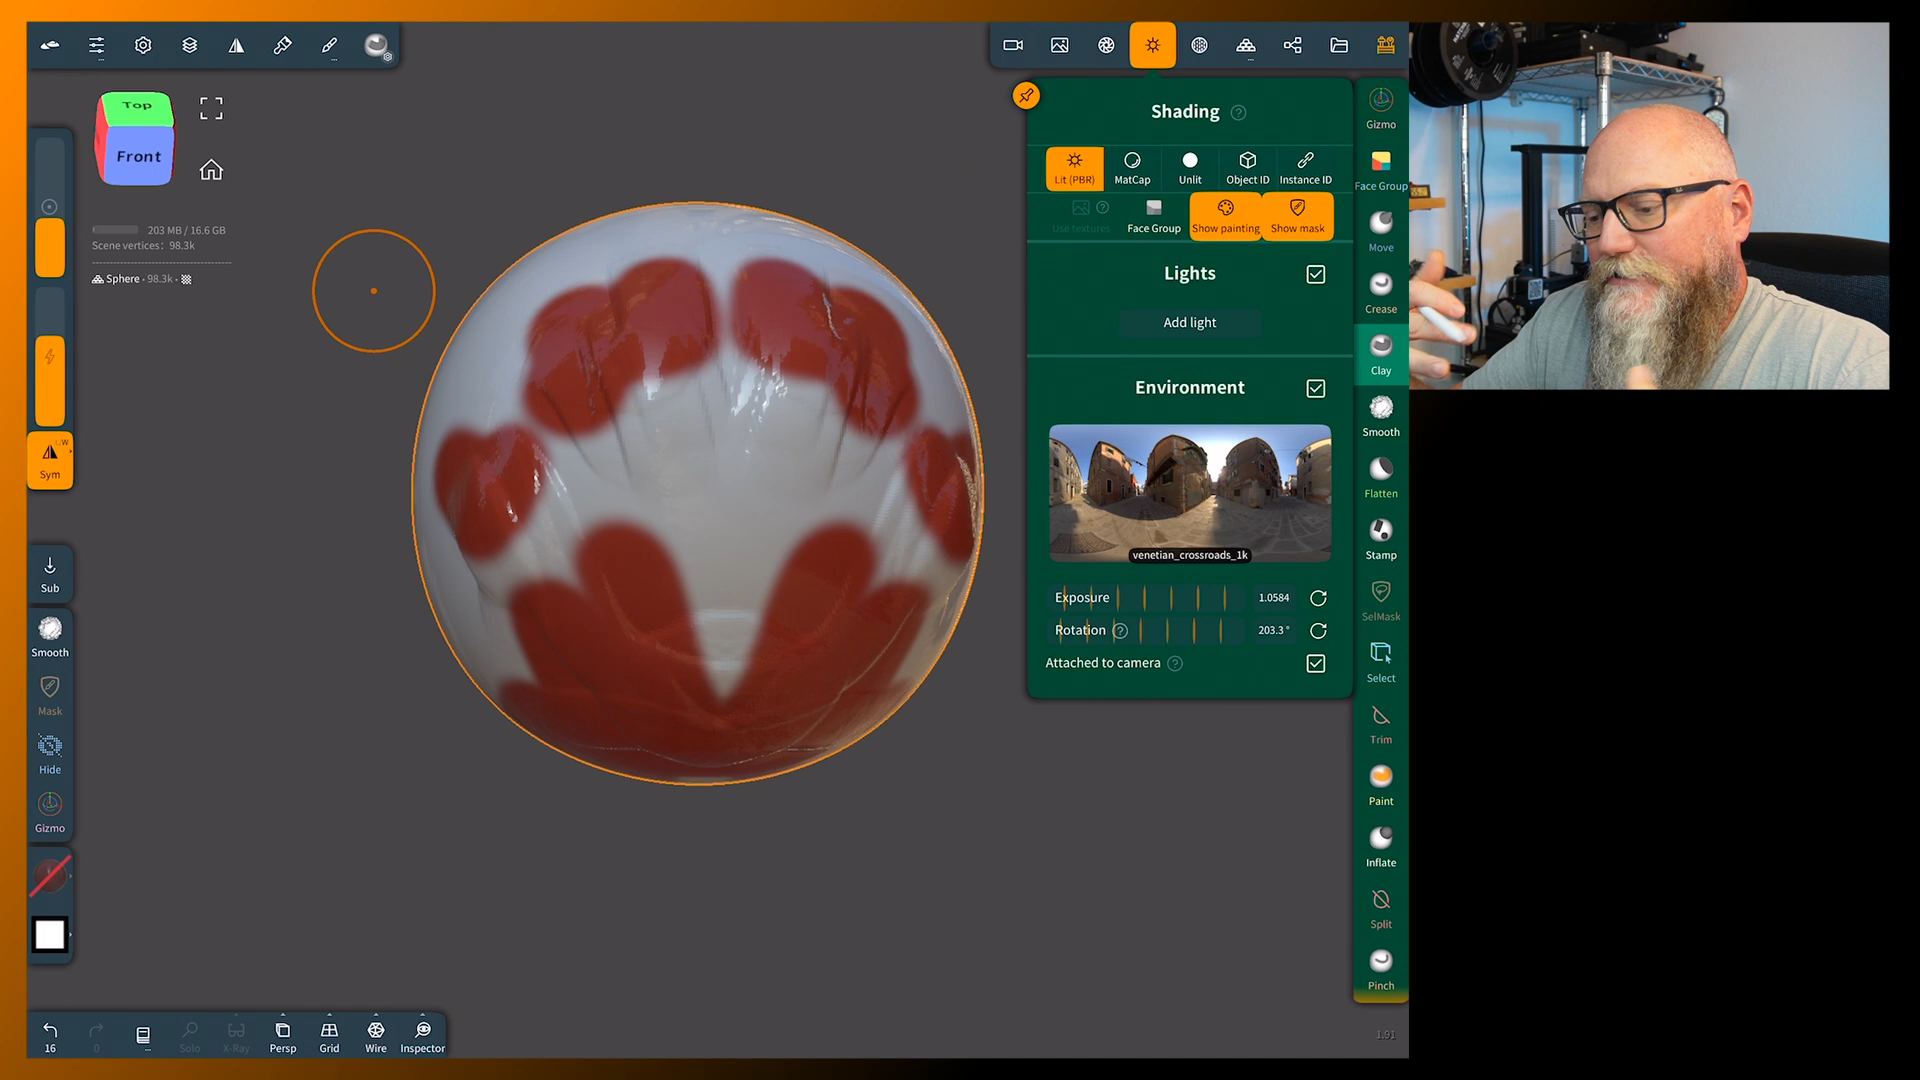 Top
Front
203 MB / 16.6 GB
Scene vertices: 98.3k
Sphere • 98.3k •
Sym
Sub
Smooth
Mask
Hide
Gizmo
16
0
Solo
X-Ray
Persp
Grid
Wire
Inspector
Shading
Lit (PBR)
MatCap
Unlit
Object ID
Instance ID
Use textures
Face Group
Show painting
Show mask
Lights
Add light
Environment
venetian_crossroads_1k
Exposure
1.0584
Rotation
203.3 °
Attached to camera
Gizmo
Face Group
Move
Crease
Clay
Smooth
Flatten
Stamp
SelMask
Select
Trim
Paint
Inflate
Split
Pinch
1.91